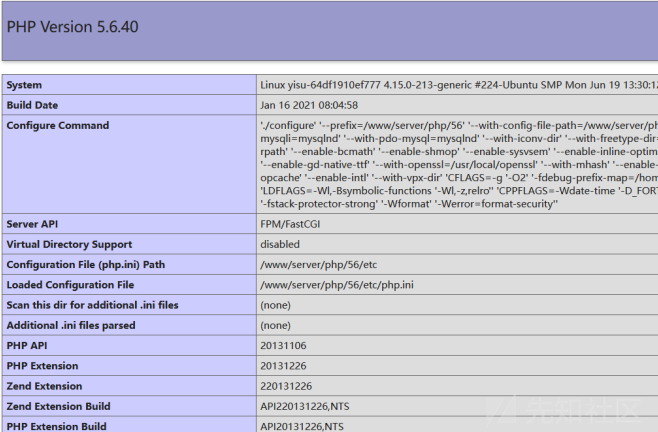 PHP Version 5.6.40
System Linux yisu-64df1910ef777 4.15.0-213-generic #224-Ubuntu SMP Mon Jun 19 13:30:12
Build Date Jan 16 2021 08:04:58
Configure Command './configure' '--prefix=/www/server/php/56' '--with-config-file-path=/www/server/ph
mysqli=mysqlnd' '--with-pdo-mysql=mysqlnd' '--with-iconv-dir' '--with-freetype-dir=
rpath' '--enable-bcmath' '--enable-shmop' '--enable-sysvsem' '--enable-inline-optim
'--enable-gd-native-ttf' '--with-openssl=/usr/local/openssl' '--with-mhash' '--enable-
opcache' '--enable-intl' '--with-vpx-dir' 'CFLAGS=-g '-O2' '-fdebug-prefix-map=/hom
'LDFLAGS=-Wl,-Bsymbolic-functions '-Wl,-z,relro'' 'CPPFLAGS=-Wdate-time '-D_FORT
'-fstack-protector-strong' '-Wformat' '-Werror=format-security''
Server API FPM/FastCGI
Virtual Directory Support disabled
Configuration File (php.ini) Path /www/server/php/56/etc
Loaded Configuration File /www/server/php/56/etc/php.ini
Scan this dir for additional .ini files (none)
Additional .ini files parsed (none)
PHP API 20131106
PHP Extension 20131226
Zend Extension 220131226
Zend Extension Build API220131226,NTS
PHP Extension Build API20131226,NTS
先知社区